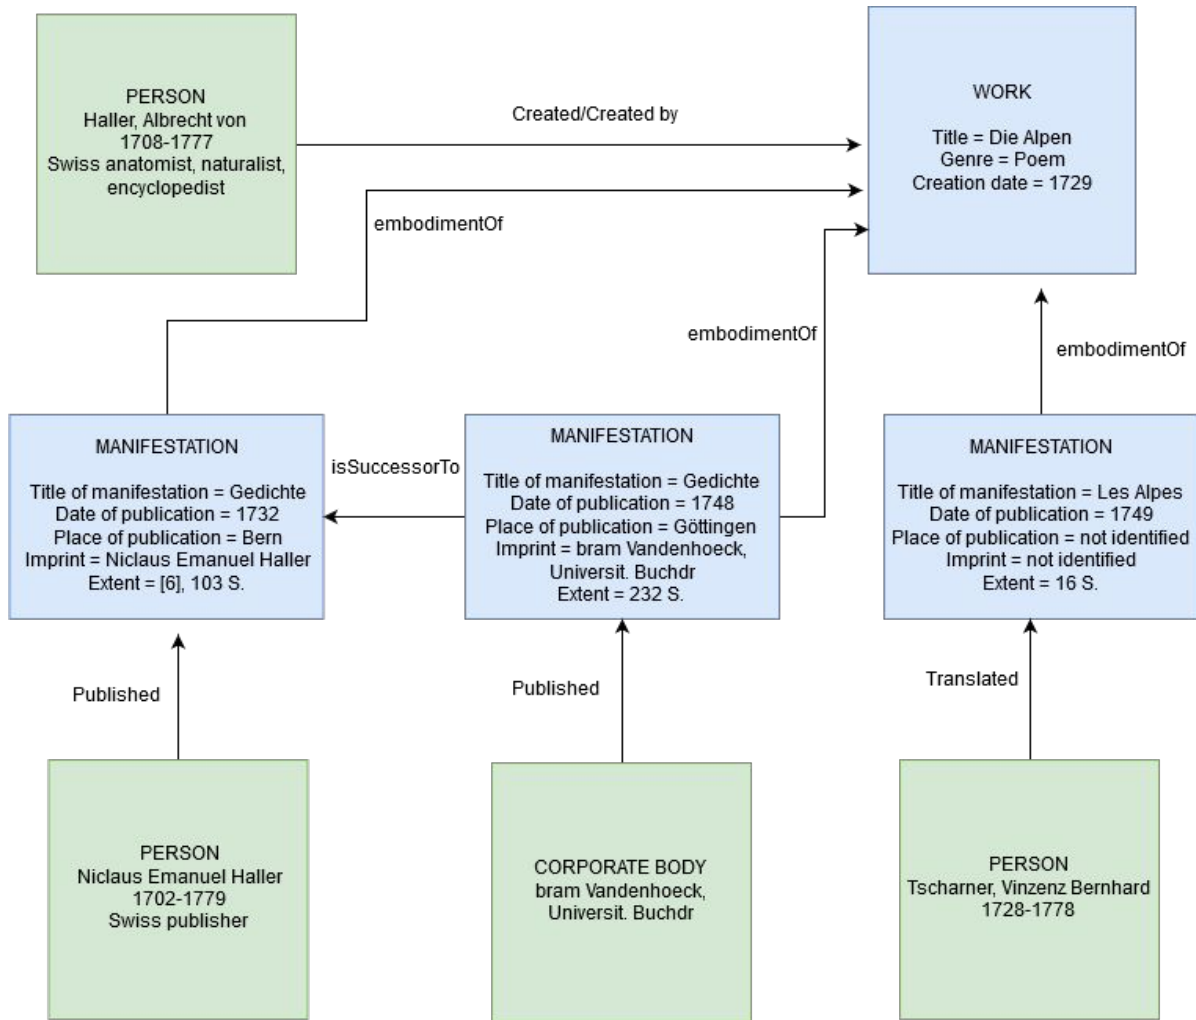 PERSON
Haller, Albrecht von
1708-1777
Swiss anatomist, naturalist,
encyclopedist
Created/Created by
WORK
Title = Die Alpen
Genre = Poem
Creation date = 1729
embodimentOf
embodimentOf
embodimentOf
MANIFESTATION
Title of manifestation = Gedichte
Date of publication = 1732
Place of publication = Bern
Imprint = Niclaus Emanuel Haller
Extent = [6], 103 S.
isSuccessorTo
MANIFESTATION
Title of manifestation = Gedichte
Date of publication = 1748
Place of publication = Göttingen
Imprint = bram Vandenhoeck,
Universit. Buchdr
Extent = 232 S.
MANIFESTATION
Title of manifestation = Les Alpes
Date of publication = 1749
Place of publication = not identified
Imprint = not identified
Extent = 16 S.
Published
Published
Translated
PERSON
Niclaus Emanuel Haller
1702-1779
Swiss publisher
CORPORATE BODY
bram Vandenhoeck,
Universit. Buchdr
PERSON
Tscharner, Vinzenz Bernhard
1728-1778